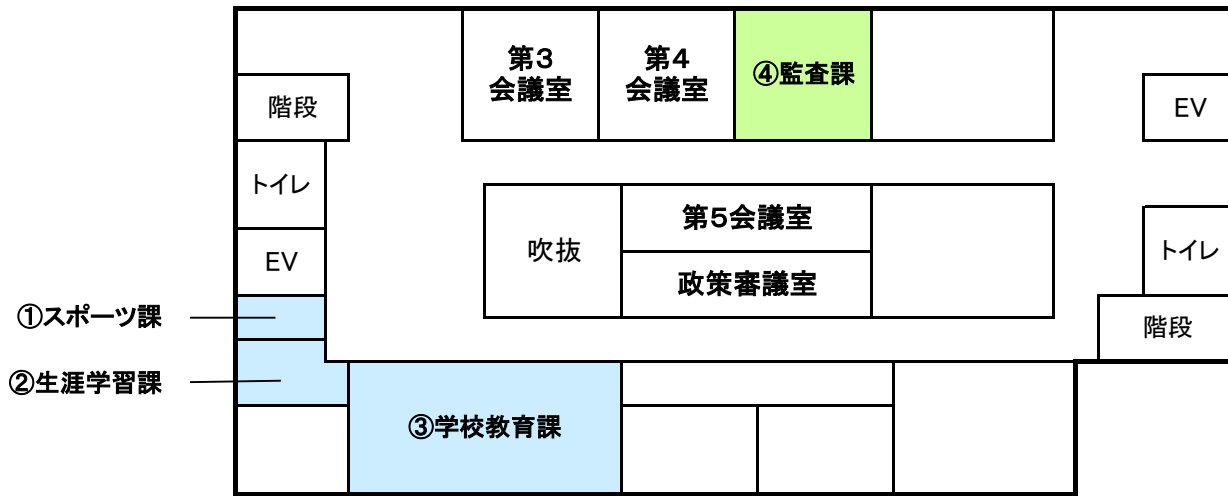 第3
会議室
第4
会議室
④監査課
階段
EV
トイレ
第5会議室
吹抜
トイレ
EV
政策審議室
①スポーツ課
階段
②生涯学習課
③学校教育課